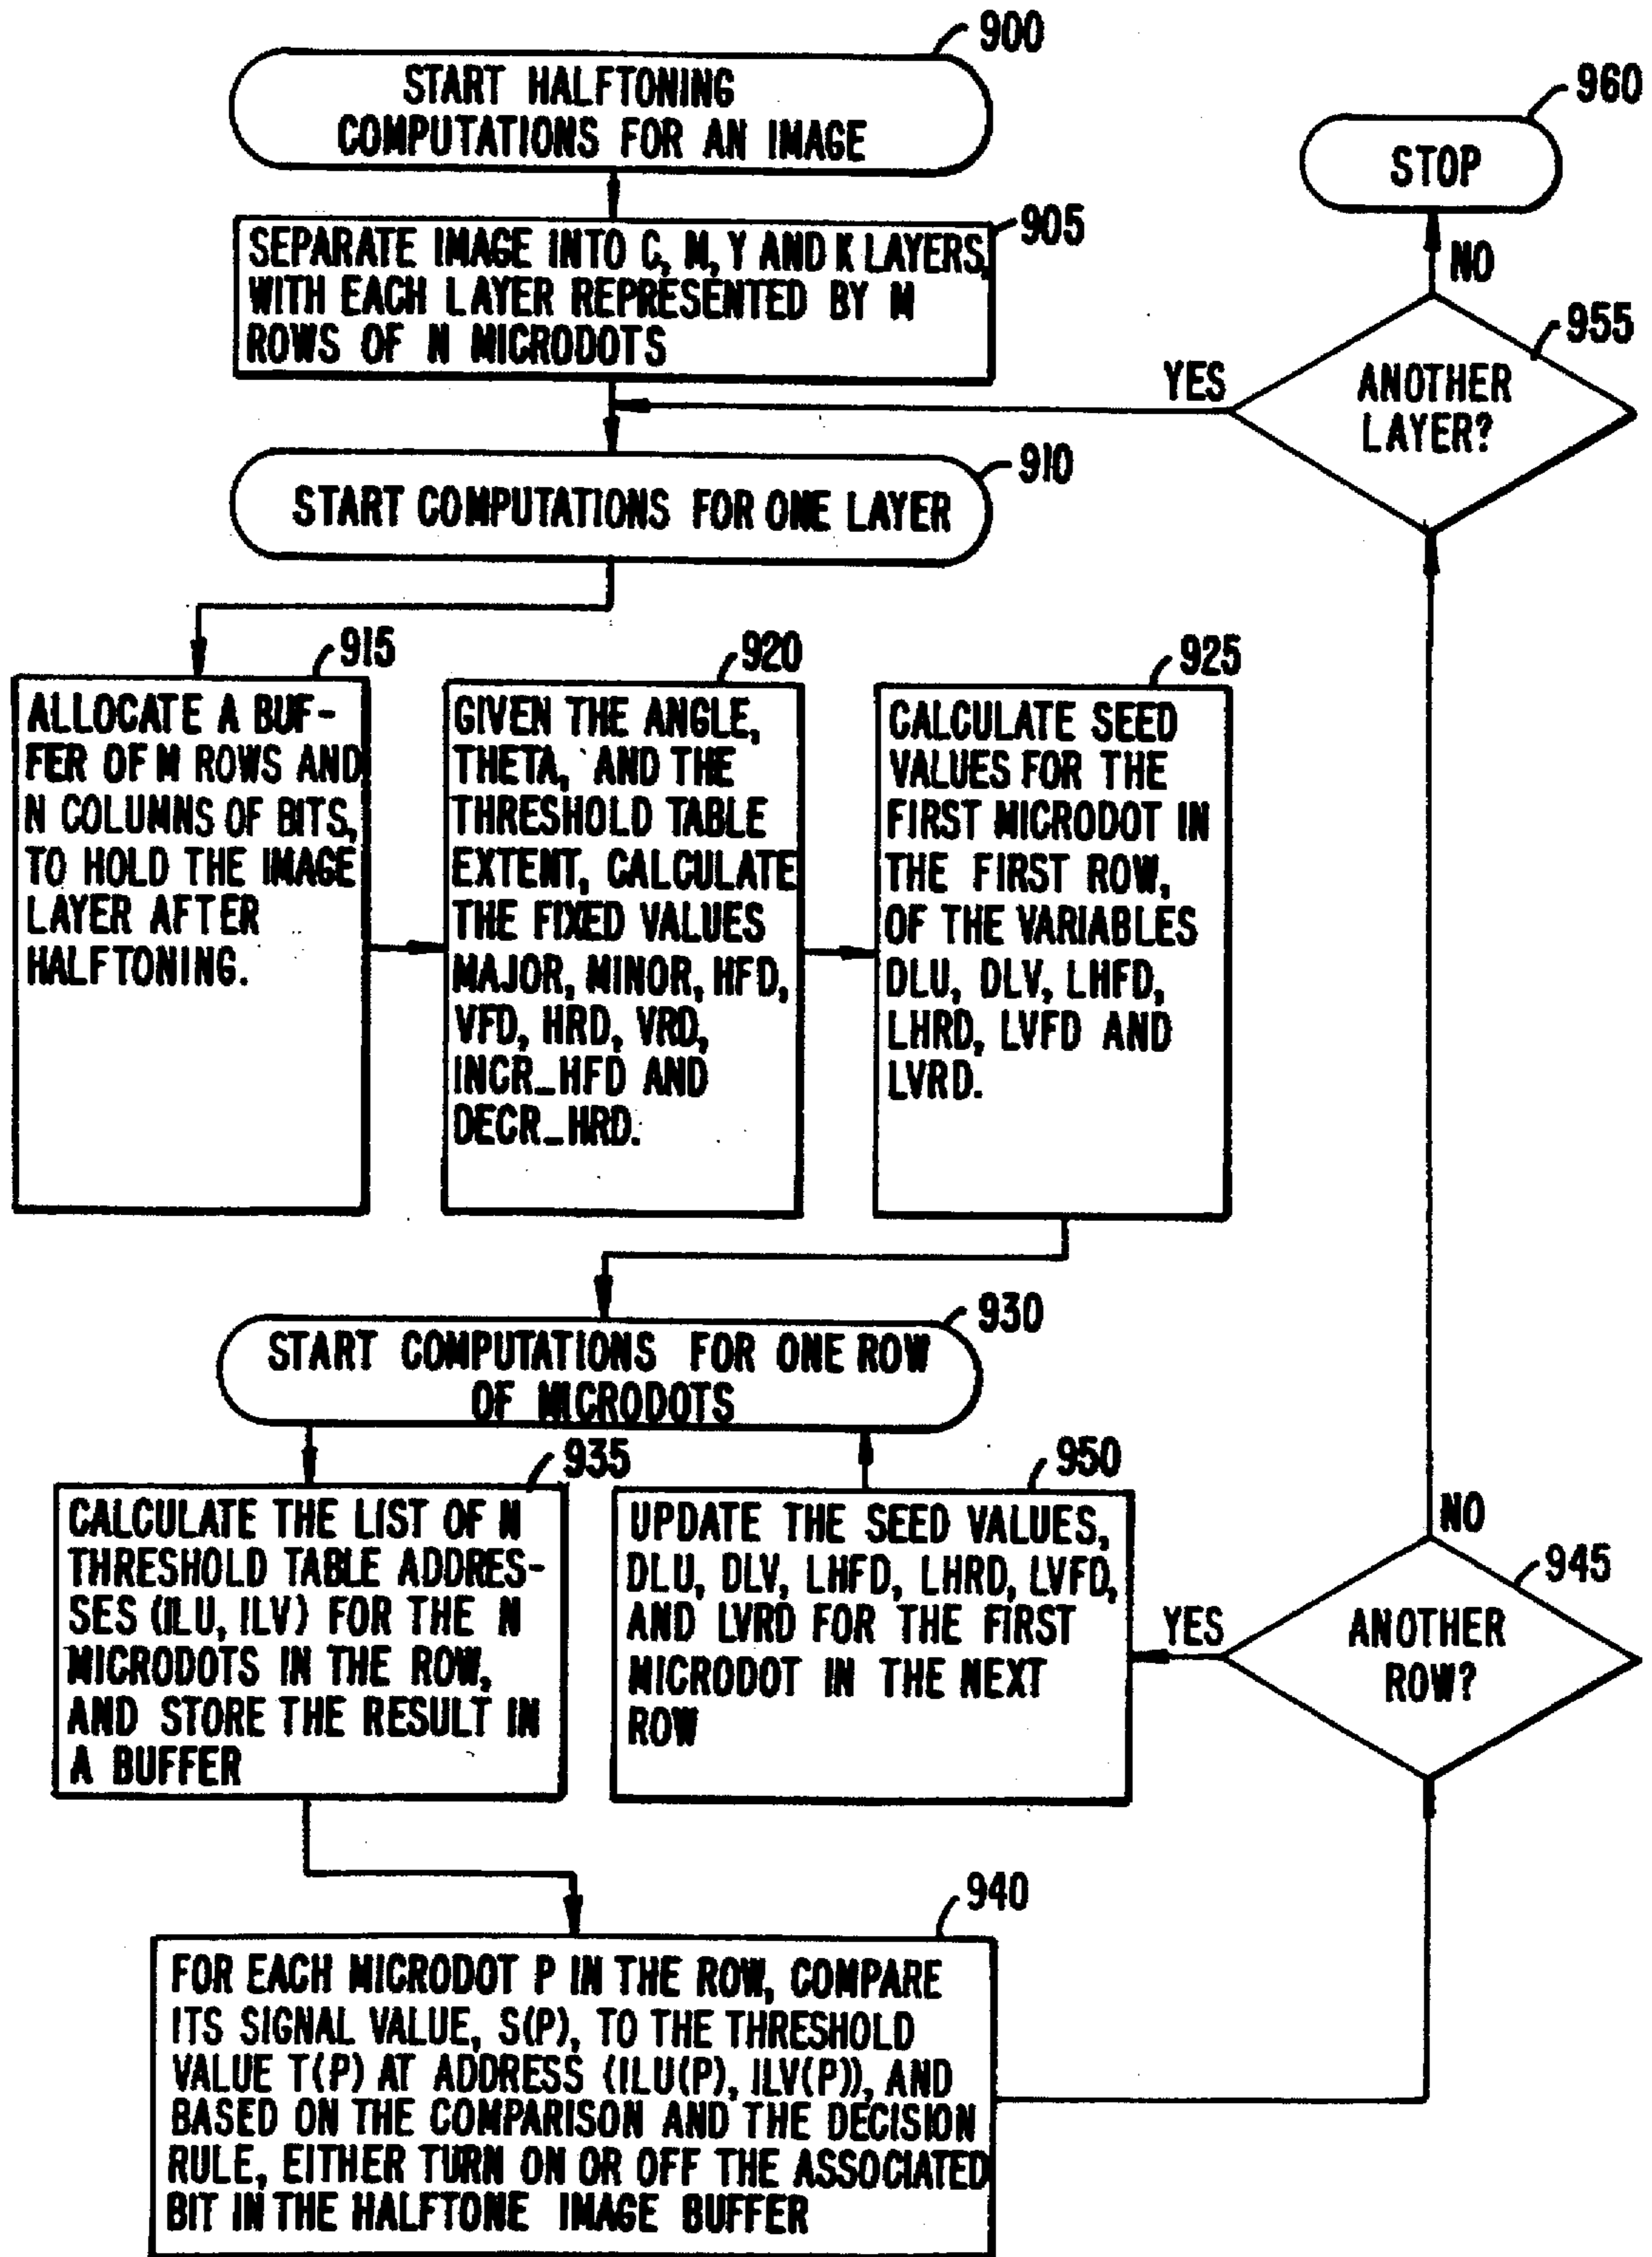 900
START HALFTONING
COMPUTATIONS FOR AN IMAGE
905
SEPARATE IMAGE INTO C, M, Y AND K LAYERS,
WITH EACH LAYER REPRESENTED BY M
ROWS OF N MICRODOTS
910
START COMPUTATIONS FOR ONE LAYER
915
ALLOCATE A BUF-
FER OF M ROWS AND
N COLUMNS OF BITS,
TO HOLD THE IMAGE
LAYER AFTER
HALFTONING.
920
GIVEN THE ANGLE,
THETA, AND THE
THRESHOLD TABLE
EXTENT, CALCULATE
THE FIXED VALUES
MAJOR, MINOR, HFD,
VFD, HRD, VRD,
INCR_HFD AND
DECR_HRD.
925
CALCULATE SEED
VALUES FOR THE
FIRST MICRODOT IN
THE FIRST ROW,
OF THE VARIABLES
DLU, DLV, LHFD,
LHRD, LVFD AND
LVRD.
930
START COMPUTATIONS FOR ONE ROW
OF MICRODOTS
935
CALCULATE THE LIST OF N
THRESHOLD TABLE ADDRES-
SES (ILU, ILV) FOR THE N
MICRODOTS IN THE ROW,
AND STORE THE RESULT IN
A BUFFER
940
FOR EACH MICRODOT P IN THE ROW, COMPARE
ITS SIGNAL VALUE, S(P), TO THE THRESHOLD
VALUE T(P) AT ADDRESS (ILU(P), ILV(P)), AND
BASED ON THE COMPARISON AND THE DECISION
RULE, EITHER TURN ON OR OFF THE ASSOCIATED
BIT IN THE HALFTONE IMAGE BUFFER
945
ANOTHER
ROW?
YES
NO
950
UPDATE THE SEED VALUES,
DLU, DLV, LHFD, LHRD, LVFD,
AND LVRD FOR THE FIRST
MICRODOT IN THE NEXT
ROW
955
ANOTHER
LAYER?
YES
NO
960
STOP